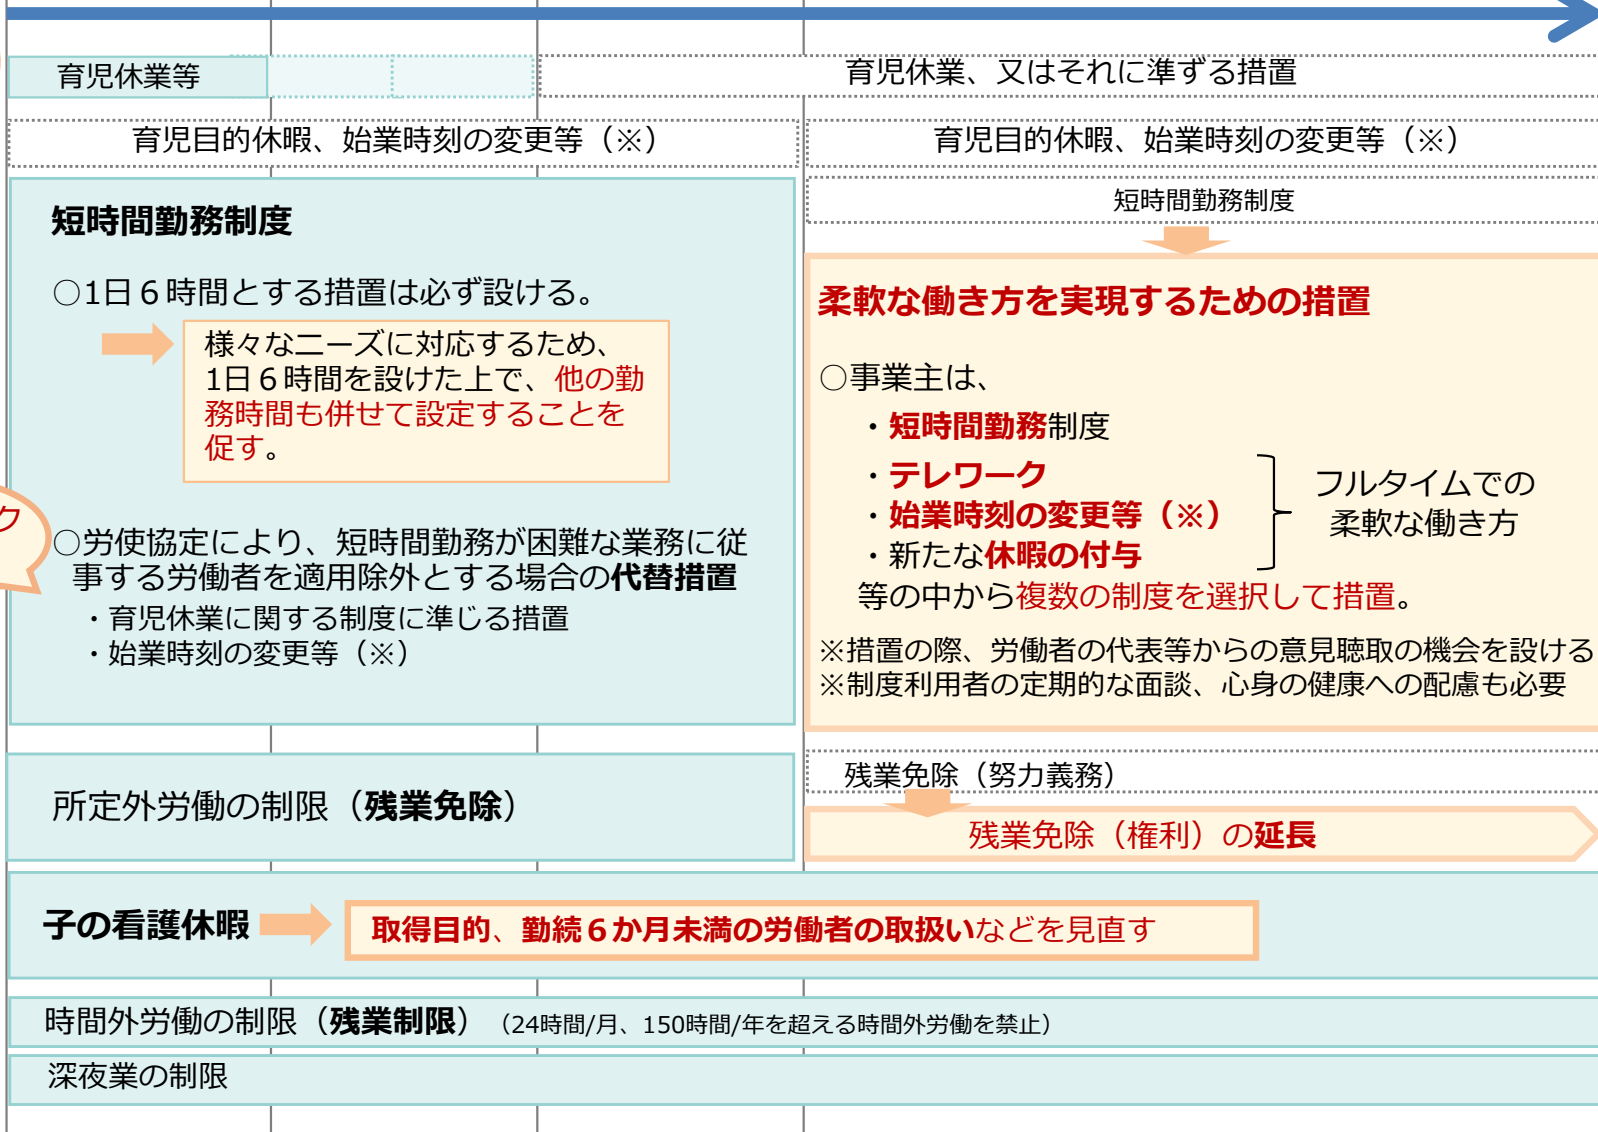 育児休業等
育児休業、又はそれに準ずる措置
育児目的休暇、始業時刻の変更等（※）
育児目的休暇、始業時刻の変更等（※）
短時間勤務制度
○1日６時間とする措置は必ず設ける。
様々なニーズに対応するため、
1日６時間を設けた上で、他の勤
務時間も併せて設定することを
促す。
ク
○労使協定により、短時間勤務が困難な業務に従
事する労働者を適用除外とする場合の代替措置
・育児休業に関する制度に準じる措置
・始業時刻の変更等（※）
短時間勤務制度
柔軟な働き方を実現するための措置
○事業主は、
・短時間勤務制度
・テレワーク
・始業時刻の変更等（※）
・新たな休暇の付与
フルタイムでの
柔軟な働き方
等の中から複数の制度を選択して措置。
※措置の際、労働者の代表等からの意見聴取の機会を設ける
※制度利用者の定期的な面談、心身の健康への配慮も必要
所定外労働の制限（残業免除）
残業免除（努力義務）
残業免除（権利）の延長
子の看護休暇
取得目的、勤続６か月未満の労働者の取扱いなどを見直す
時間外労働の制限（残業制限）（24時間/月、150時間/年を超える時間外労働を禁止）
深夜業の制限